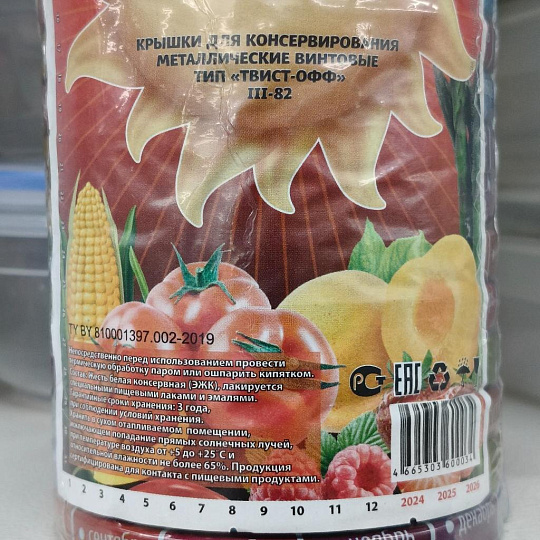 КРЫШКИ ДЛЯ КОНСЕРВИРОВАНИЯ
МЕТАЛЛИЧЕСКИЕ ВИНТОВЫЕ
ТИП «ТВИСТ-ОФФ»
III-82
TY BY 810001397.002-2019
Непосредственно перед использованием провести
термическую обработку паром или ошпарить кипятком.
Состав: Жесть белая консервная (ЭЖК), лакируется
специальными пищевыми лаками и эмалями.
сроки хранения: 3 года,
при соблюдении условий хранения.
в сухом отапливаемом помещении,
исключающем попадание прямых солнечных лучей,
при температуре воздуха от +5 до +25 С и
относительной влажности не более 65%. Продукция
сертифицирована для контакта с пищевыми продуктами.
EAC
4 665303 600034
1 2 3 4 5 6 7 8 9 10 11 12 2024 2025 2026